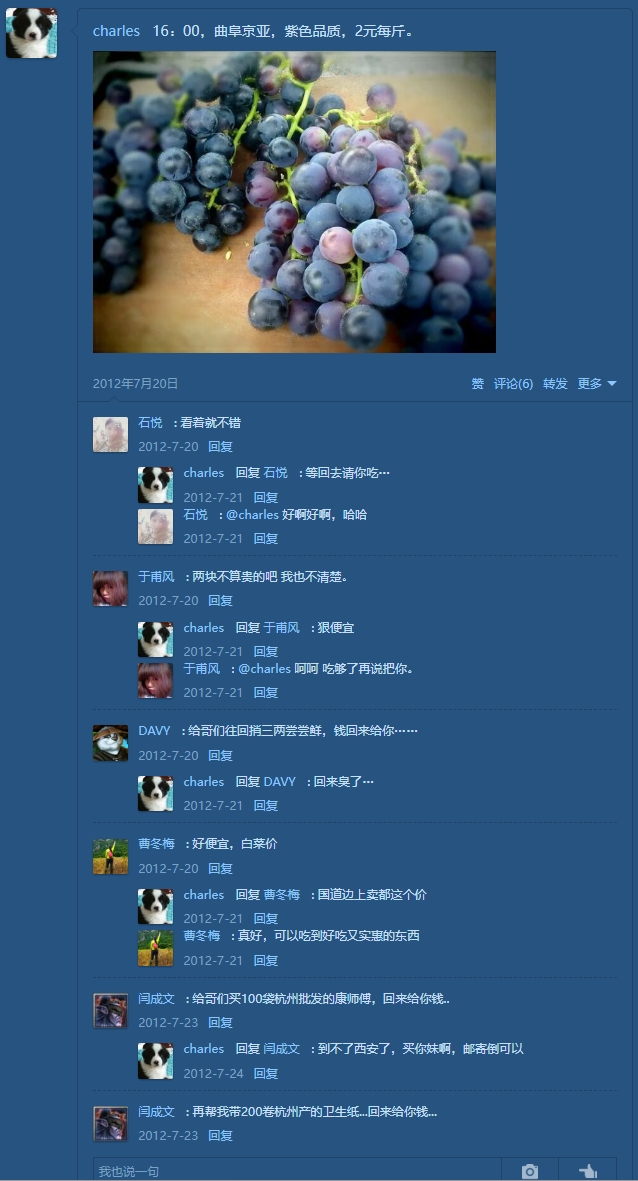 charles 16：00，曲阜京亚，紫色品质，2元每斤。
2012年7月20日 赞 评论(6) 转发 更多
石悦 : 看着就不错
2012-7-20 回复
charles 回复 石悦 : 等回去请你吃…
2012-7-21 回复
石悦 : @charles 好啊好啊，哈哈
2012-7-21 回复
于甫风 : 两块不算贵的吧 我也不清楚。
2012-7-20 回复
charles 回复 于甫风 : 狠便宜
2012-7-21 回复
于甫风 : @charles 呵呵 吃够了再说把你。
2012-7-21 回复
DAVY : 给哥们往回捎三两尝尝鲜，钱回来给你……
2012-7-20 回复
charles 回复 DAVY : 回来臭了…
2012-7-21 回复
曹冬梅 : 好便宜，白菜价
2012-7-20 回复
charles 回复 曹冬梅 : 国道边上卖都这个价
2012-7-21 回复
曹冬梅 : 真好，可以吃到好吃又实惠的东西
2012-7-21 回复
闫成文 : 给哥们买100袋杭州批发的康师傅，回来给你钱..
2012-7-23 回复
charles 回复 闫成文 : 到不了西安了，买你妹啊，邮寄倒可以
2012-7-24 回复
闫成文 : 再帮我带200卷杭州产的卫生纸...回来给你钱...
2012-7-23 回复
我也说一句